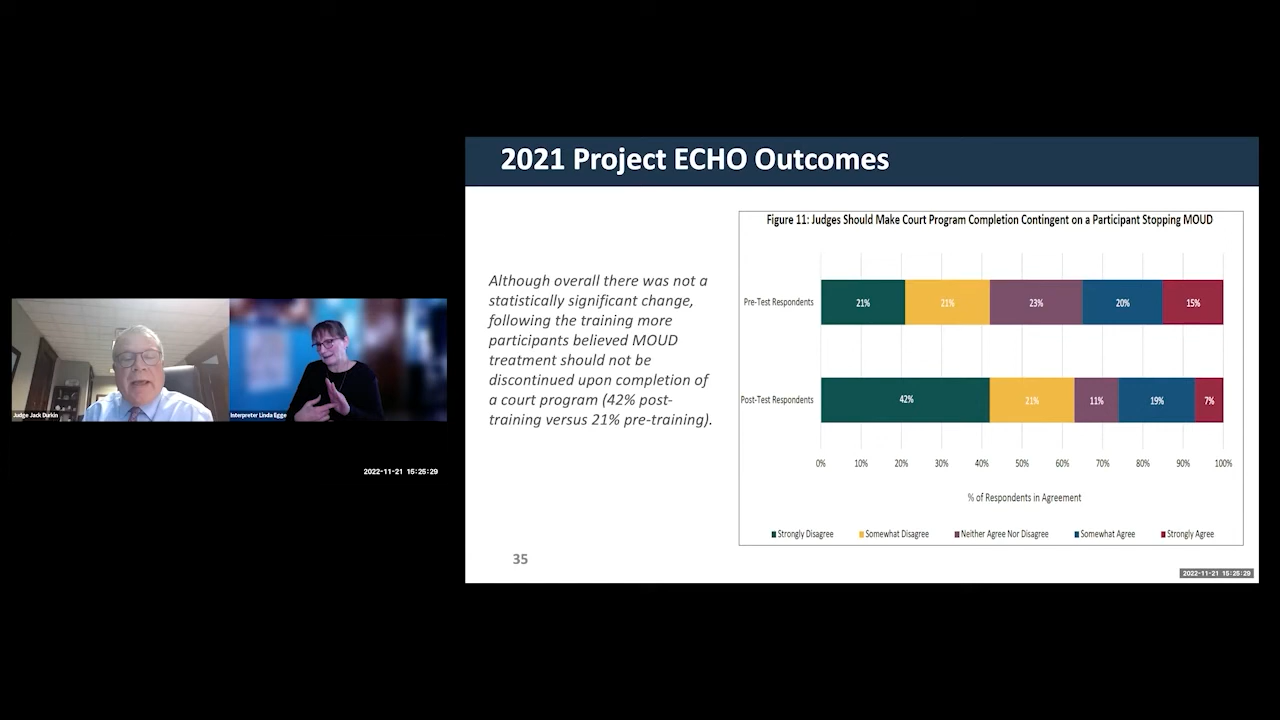 2021 Project ECHO Outcomes
Although overall there was not a
statistically significant change,
following the training more
participants believed MOUD
treatment should not be
discontinued upon completion of
a court program (42% post-
training versus 21% pre-training).
35
Figure 11: Judges Should Make Court Program Completion Contingent on a Participant Stopping MOUD
Pre-Test Respondents
21%
21%
23%
20%
15%
Post-Test Respondents
42%
21%
11%
19%
7%
0% 10% 20% 30% 40% 50% 60% 70% 80% 90% 100%
% of Respondents in Agreement
Strongly Disagree Somewhat Disagree Neither Agree Nor Disagree Somewhat Agree Strongly Agree
2022-11-21 15:25:29
Judge Jack Durkin
Interpreter Linda Egge
2022-11-21 15:25:29